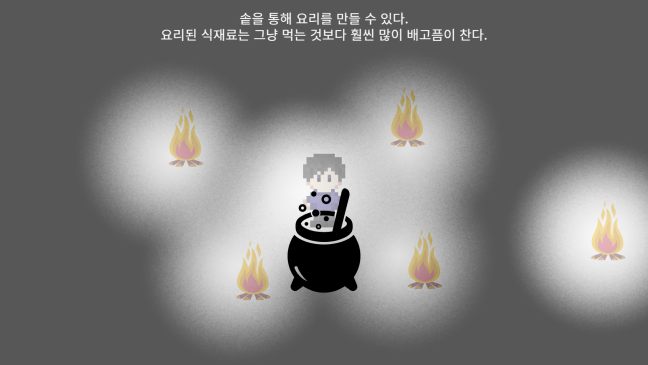 솥을 통해 요리를 만들 수 있다.
요리된 식재료는 그냥 먹는 것보다 훨씬 많이 배고픔이 찬다.